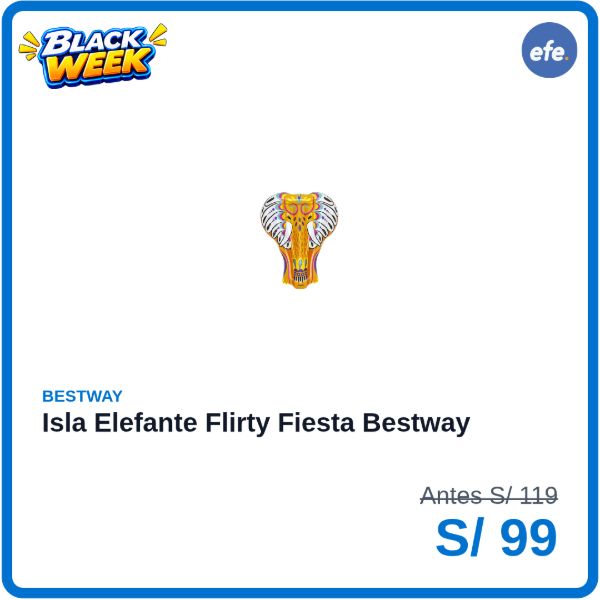 BLACK
WEEK
efe.
BESTWAY
Isla Elefante Flirty Fiesta Bestway
Antes S/ 119
S/ 99